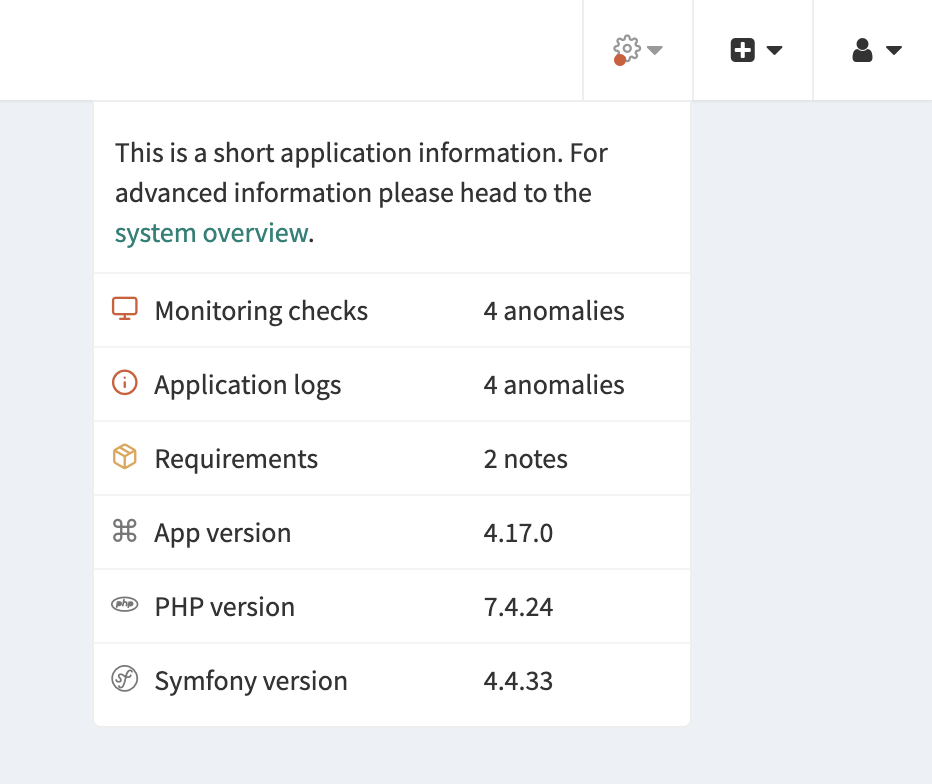 This is a short application information. For
advanced information please head to the
system overview.
Monitoring checks 4 anomalies
Application logs 4 anomalies
Requirements 2 notes
App version 4.17.0
php PHP version 7.4.24
sf Symfony version 4.4.33